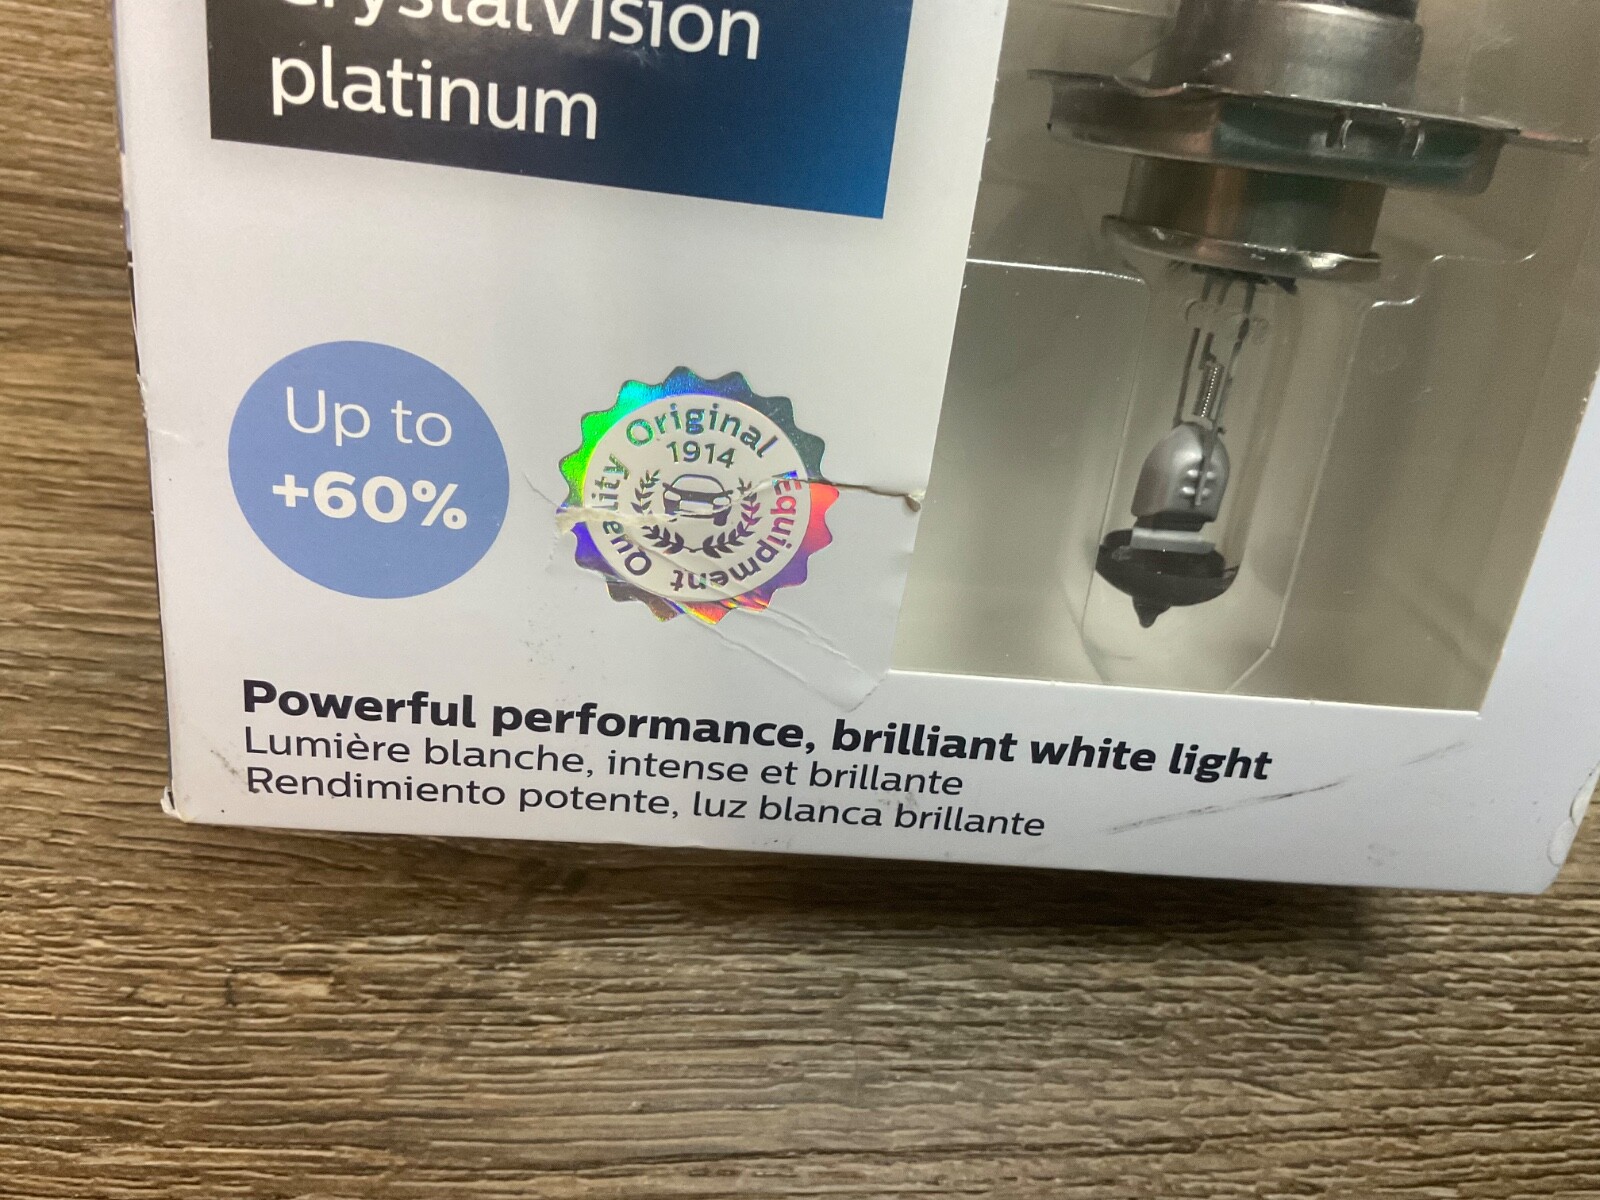 CrystalVision
platinum
Up to
+60%
Original Equipment Quality
1914
Powerful performance, brilliant white light
Lumière blanche, intense et brillante
Rendimiento potente, luz blanca brillante